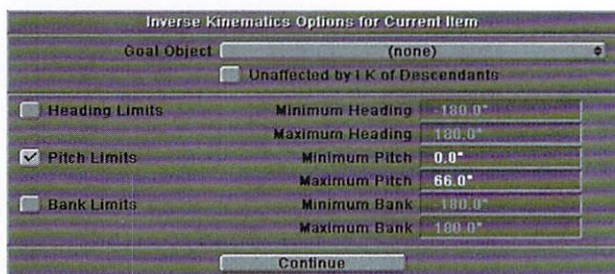 Inverse Kinematics Options for Current Item
Goal Object (none)
Unaffected by I K of Descendants
Heading Limits Minimum Heading -180.0°
Maximum Heading 180.0°
Pitch Limits Minimum Pitch 0.0°
Maximum Pitch 66.0°
Bank Limits Minimum Bank -180.0°
Maximum Bank 180.0°
Continue